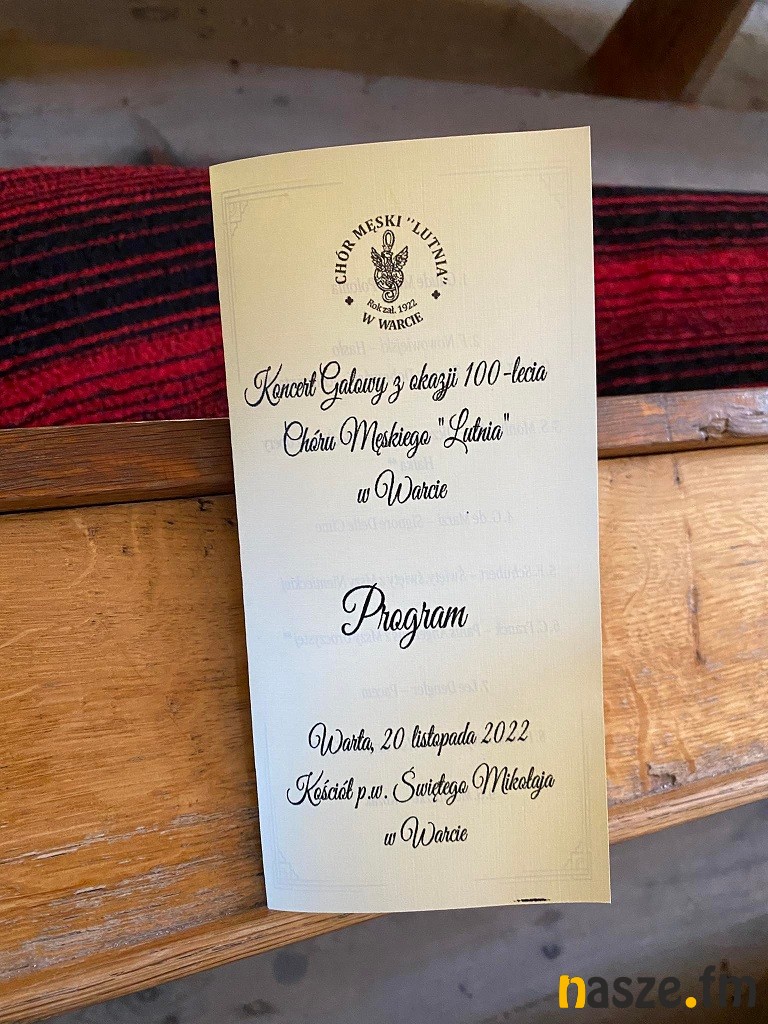 CHÓR MĘSKI "LUTNIA"
Rok zał. 1922
W WARCIE
Koncert Galowy z okazji 100-lecia
Chóru Męskiego "Lutnia"
w Warcie
Program
Warta, 20 listopada 2022
Kościół p.w. Świętego Mikołaja
w Warcie
nasze.fm